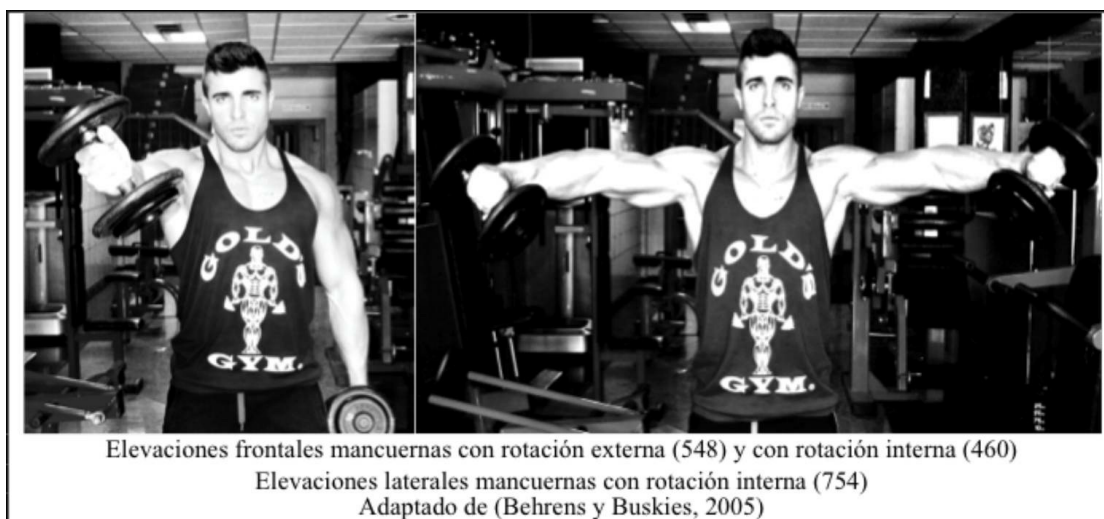 GOLD'S
GYM.
GOLD'S
GYM.
Elevaciones frontales mancuernas con rotación externa (548) y con rotación interna (460)
Elevaciones laterales mancuernas con rotación interna (754)
Adaptado de (Behrens y Buskies, 2005)